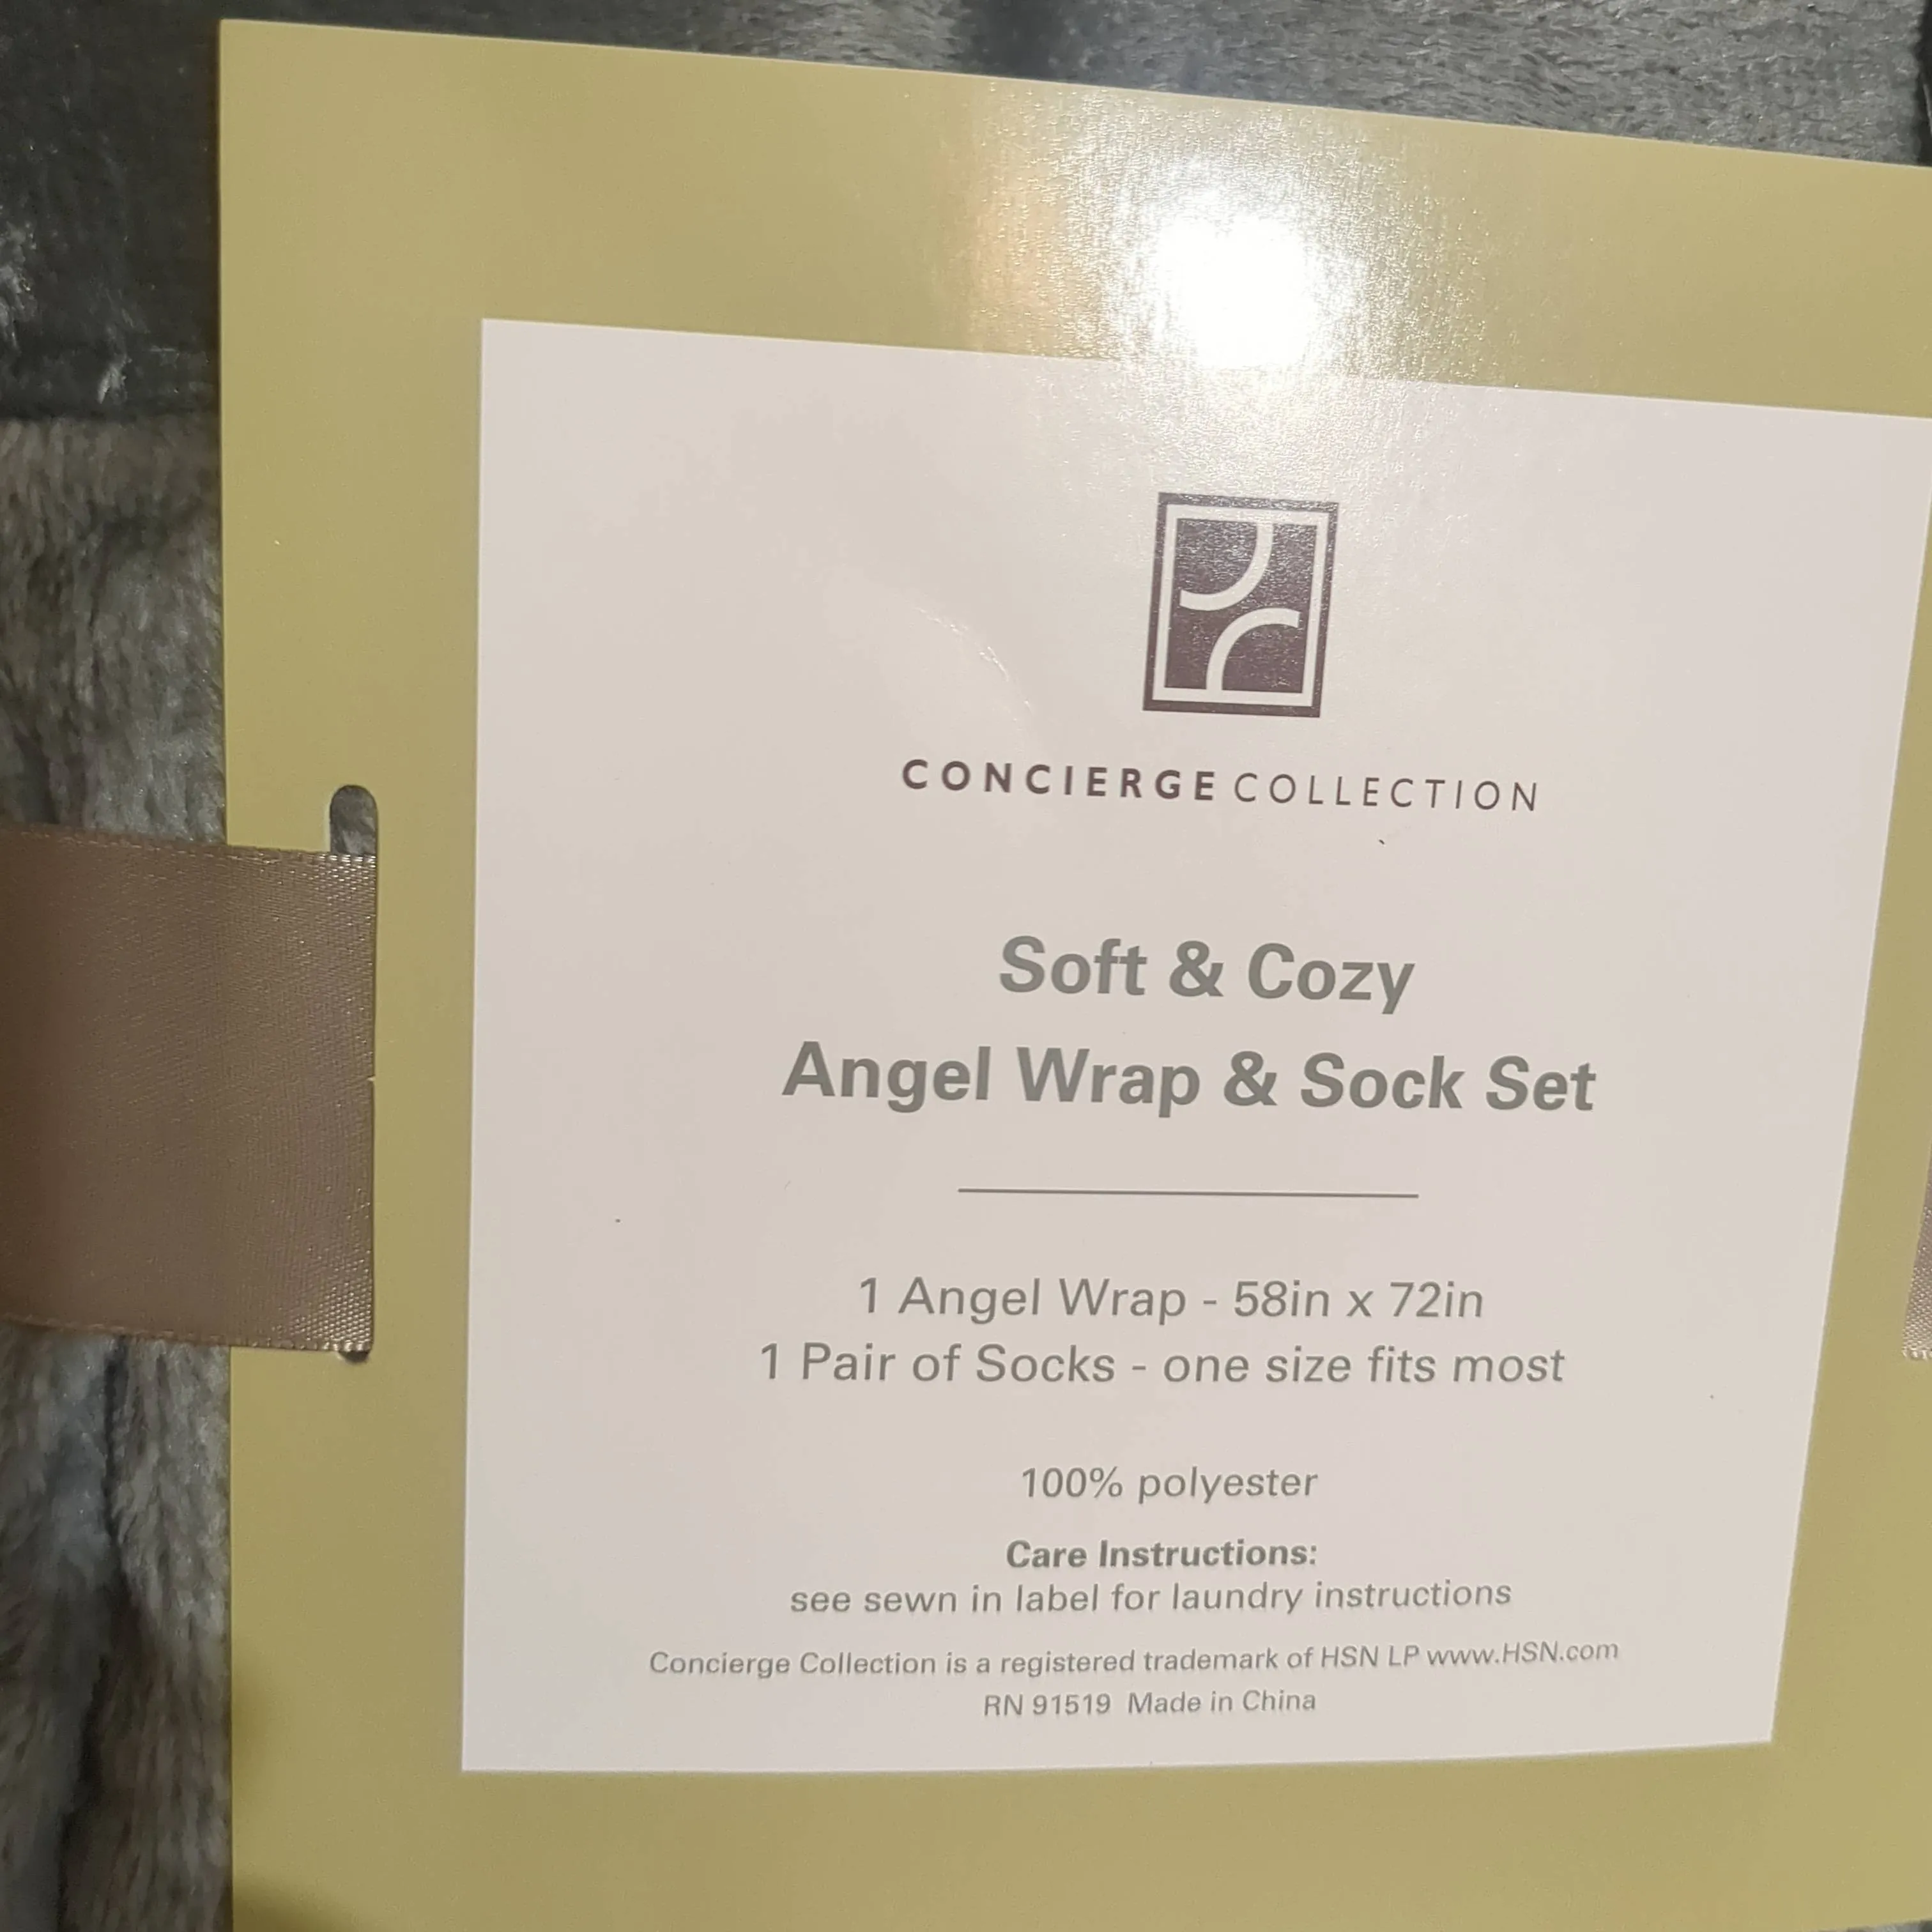 CONCIERGE COLLECTION
Soft & Cozy
Angel Wrap & Sock Set
1 Angel Wrap - 58in x 72in
1 Pair of Socks - one size fits most
100% polyester
Care Instructions:
see sewn in label for laundry instructions
Concierge Collection is a registered trademark of HSN LP www.HSN.com
RN 91519 Made in China